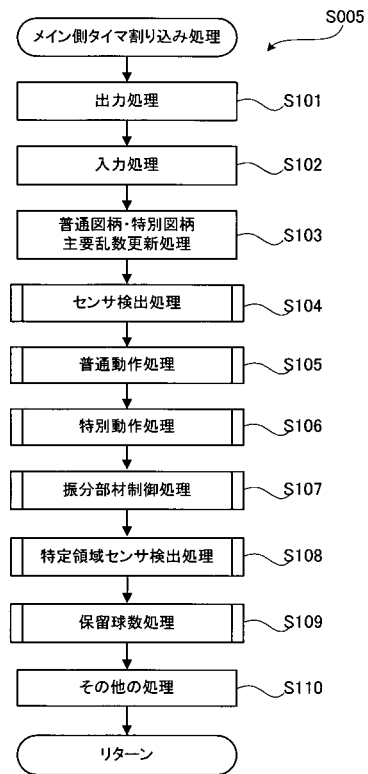 S005
メイン側タイマ割り込み処理
出力処理 S101
入力処理 S102
普通図柄・特別図柄
主要乱数更新処理 S103
センサ検出処理 S104
普通動作処理 S105
特別動作処理 S106
振分部材制御処理 S107
特定領域センサ検出処理 S108
保留球数処理 S109
その他の処理 S110
リターン